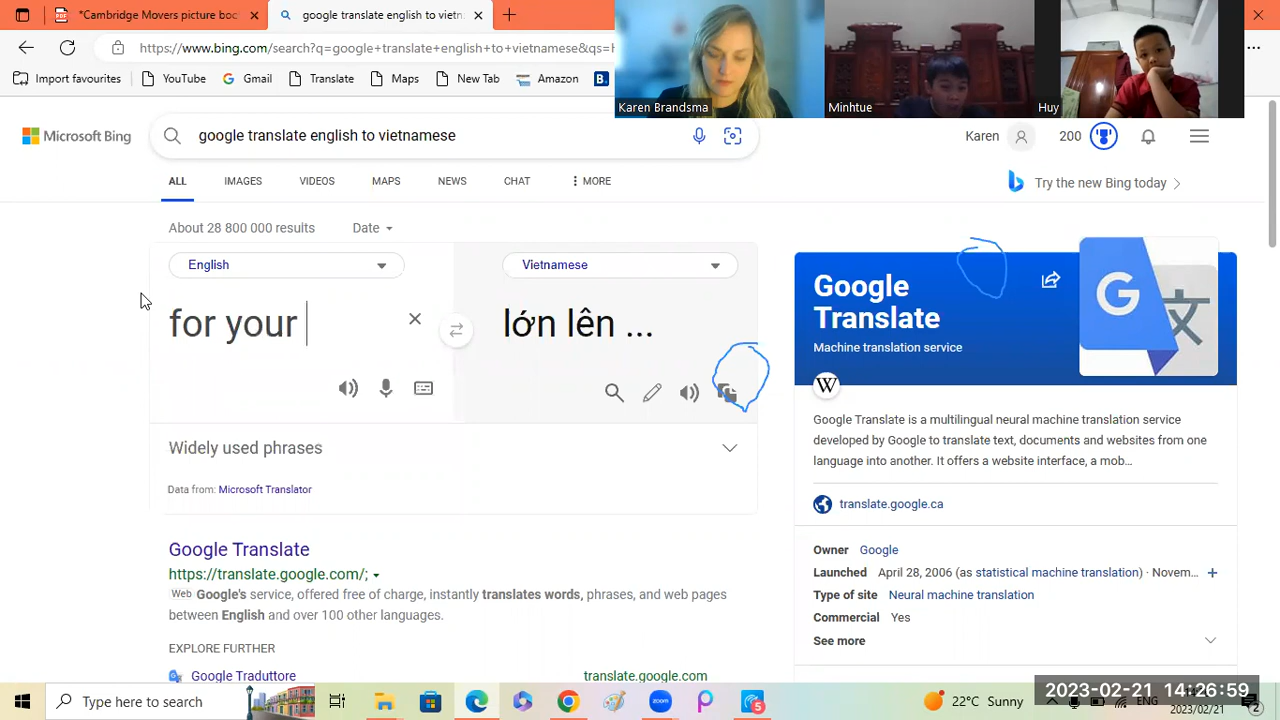 *Cambridge Movers pictures bo
google translate english to vietn
https://www.bing.com/search?q=google+translate+english+to+vietnamese&qs=H
Import favourites
YouTube
Gmail
Translate
Maps
New Tab
Amazon
B.
Karen Brandsma
Minhtue
Huy
Microsoft Bing
google translate english to vietnamese
Karen
200
ALL
IMAGES
VIDEOS
MAPS
NEWS
CHAT
MORE
Try the new Bing today
About 28 800 000 results
Date
English
Vietnamese
for your
lớn lên ...
Widely used phrases
Data from: Microsoft Translator
Google Translate
https://translate.google.com/;
Web Google's service, offered free of charge, instantly translates words, phrases, and web pages
between English and over 100 other languages.
EXPLORE FURTHER
Google Traduttore
translate.google.com
Google
Translate
Machine translation service
W
Google Translate is a multilingual neural machine translation service
developed by Google to translate text, documents and websites from one
language into another. It offers a website interface, a mob...
translate.google.ca
Owner Google
Launched April 28, 2006 (as statistical machine translation) · Novem...
Type of site Neural machine translation
Commercial Yes
See more
Type here to search
zoom
5
22°C Sunny
ENG
2023-02-21 14:26:59
2023/02/21
2